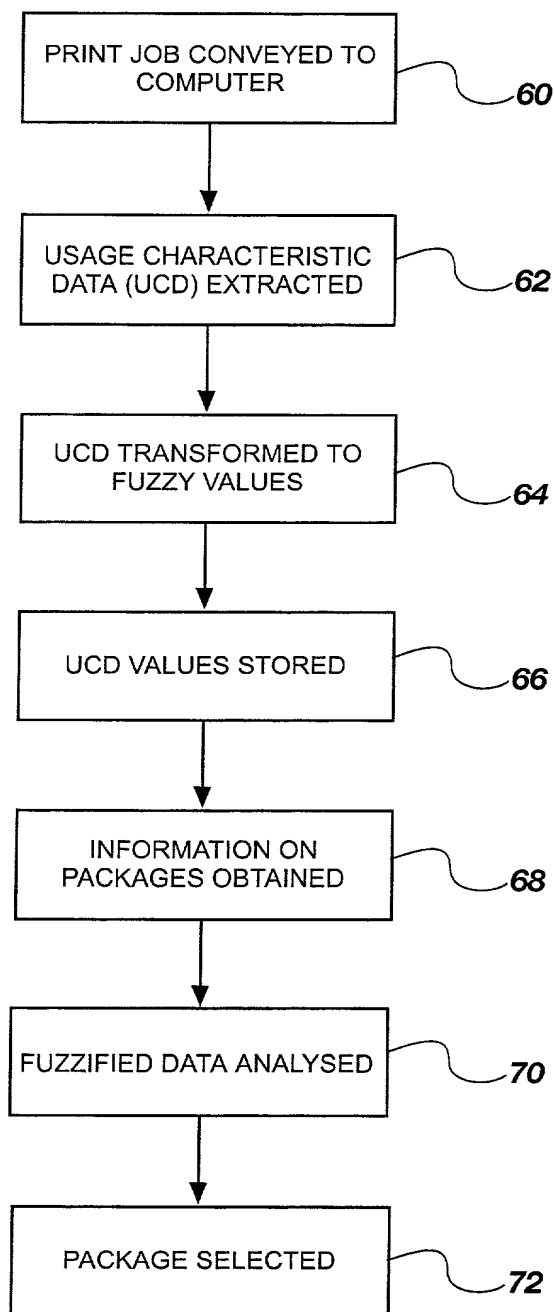 PRINT JOB CONVEYED TO
COMPUTER
60
USAGE CHARACTERISTIC
DATA (UCD) EXTRACTED
62
UCD TRANSFORMED TO
FUZZY VALUES
64
UCD VALUES STORED
66
INFORMATION ON
PACKAGES OBTAINED
68
FUZZIFIED DATA ANALYSED
70
PACKAGE SELECTED
72